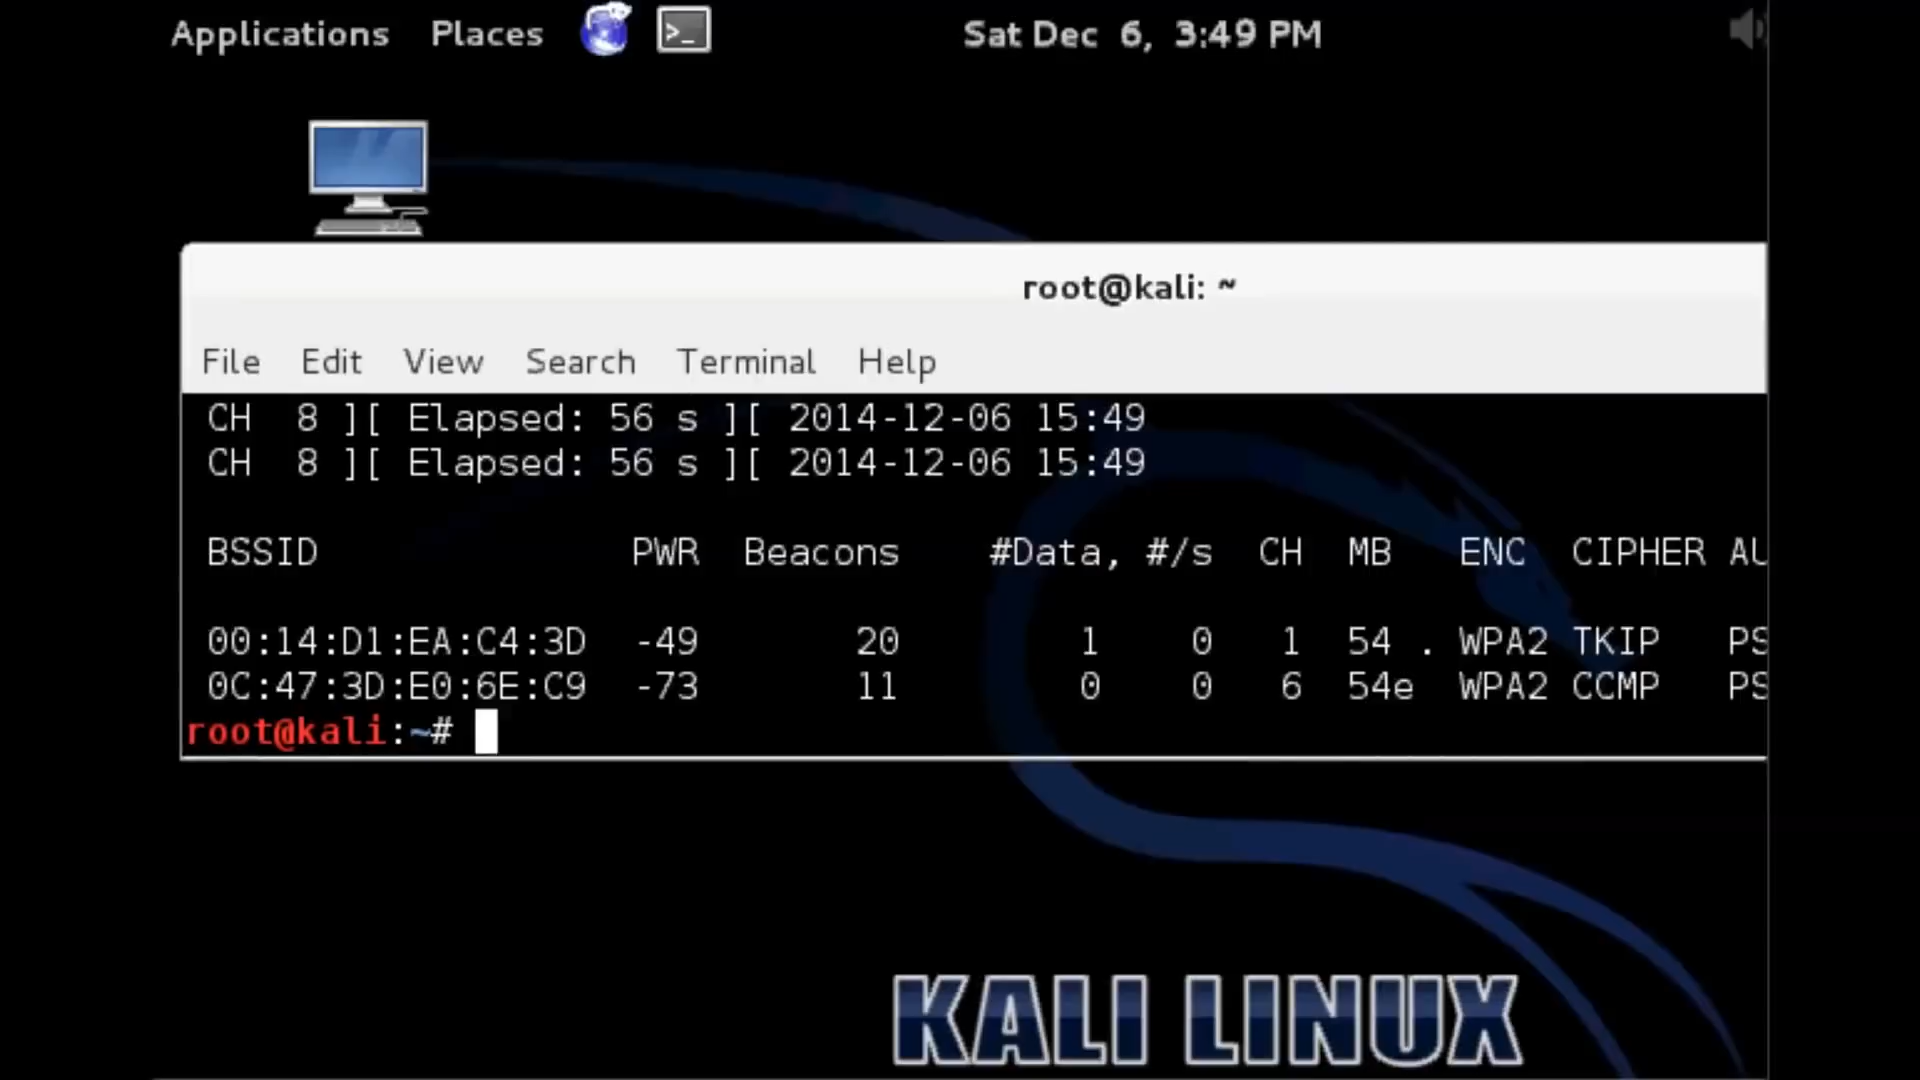 Applications Places Sat Dec 6, 3:49 PM
root@kali: ~
File Edit View Search Terminal Help
CH 8 ][ Elapsed: 56 s ][ 2014-12-06 15:49
CH 8 ][ Elapsed: 56 s ][ 2014-12-06 15:49
BSSID PWR Beacons #Data, #/s CH MB ENC CIPHER AU
00:14:D1:EA:C4:3D -49 20 1 0 1 54 . WPA2 TKIP PS
0C:47:3D:E0:6E:C9 -73 11 0 0 6 54e WPA2 CCMP PS
root@kali:~#
KALI LINUX